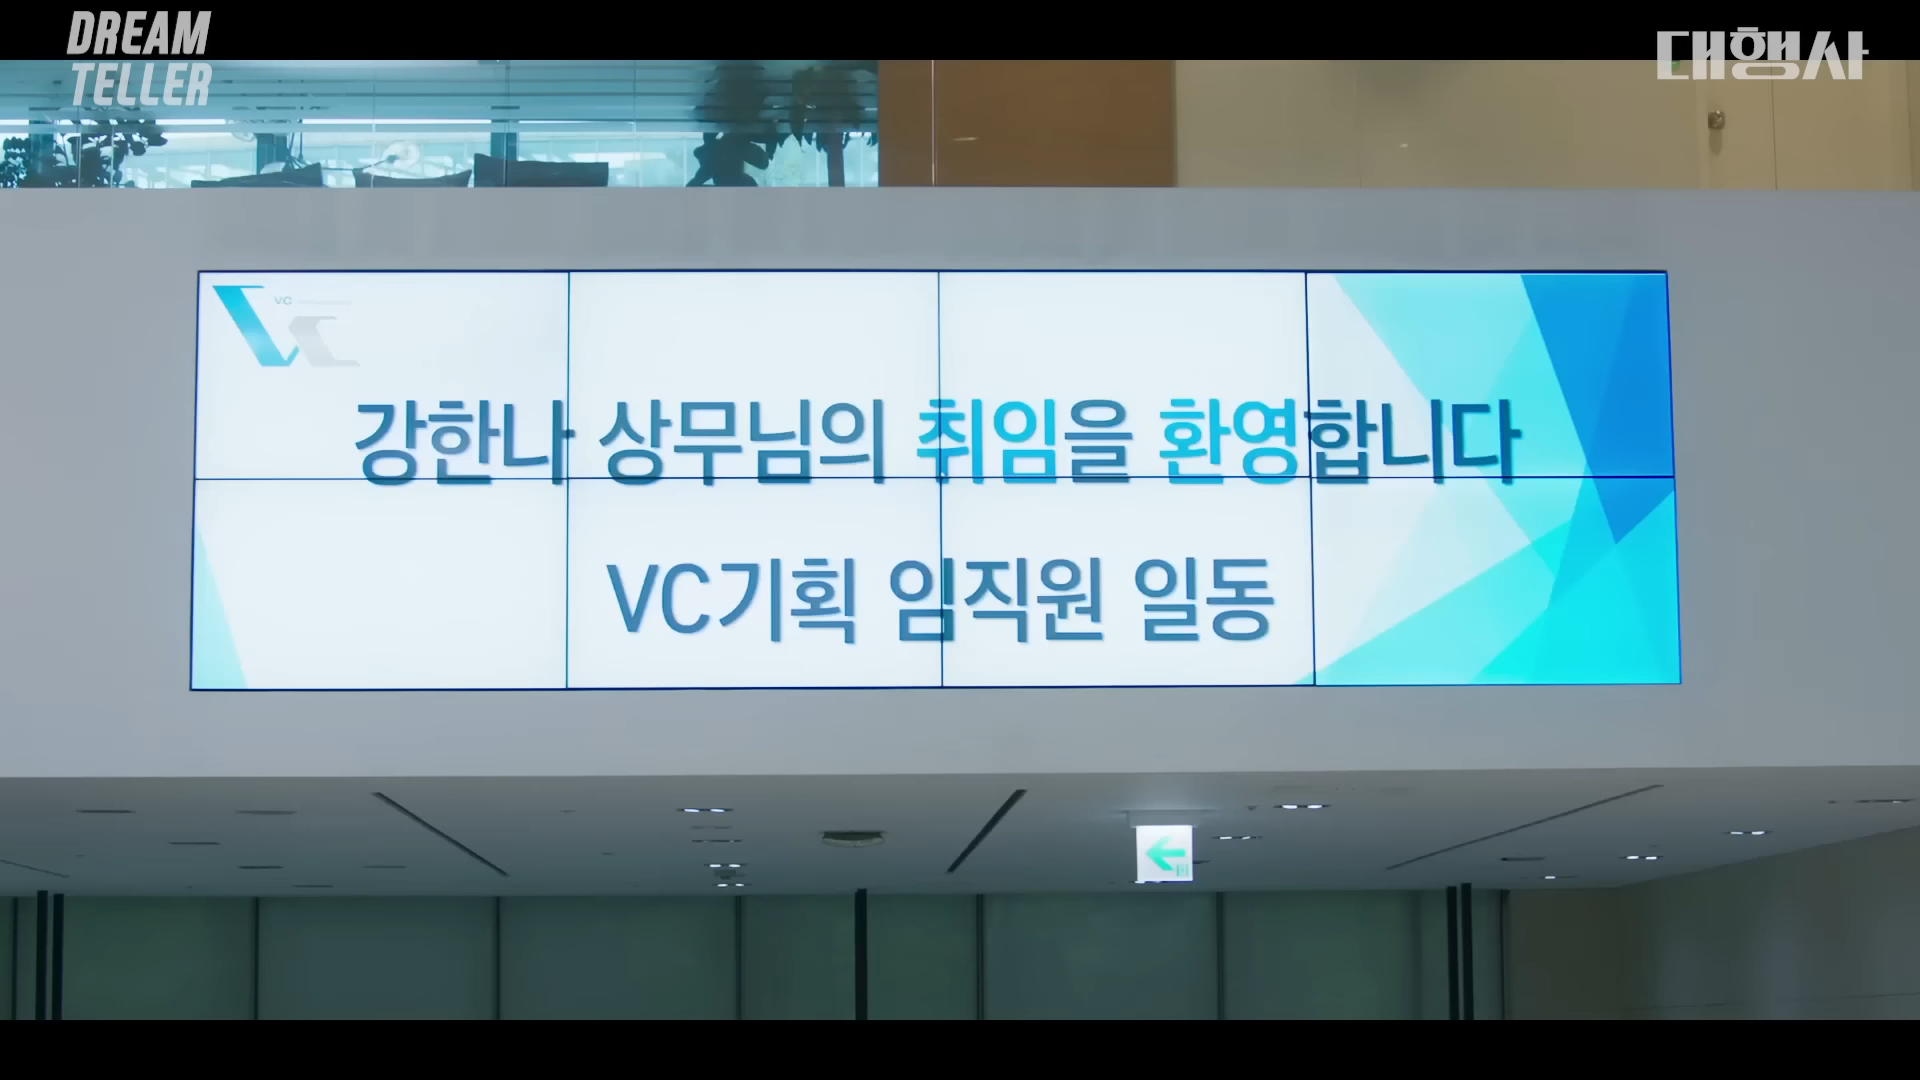 DREAM
TELLER
대행사
VC
강한나 상무님의 취임을 환영합니다
VC기획 임직원 일동